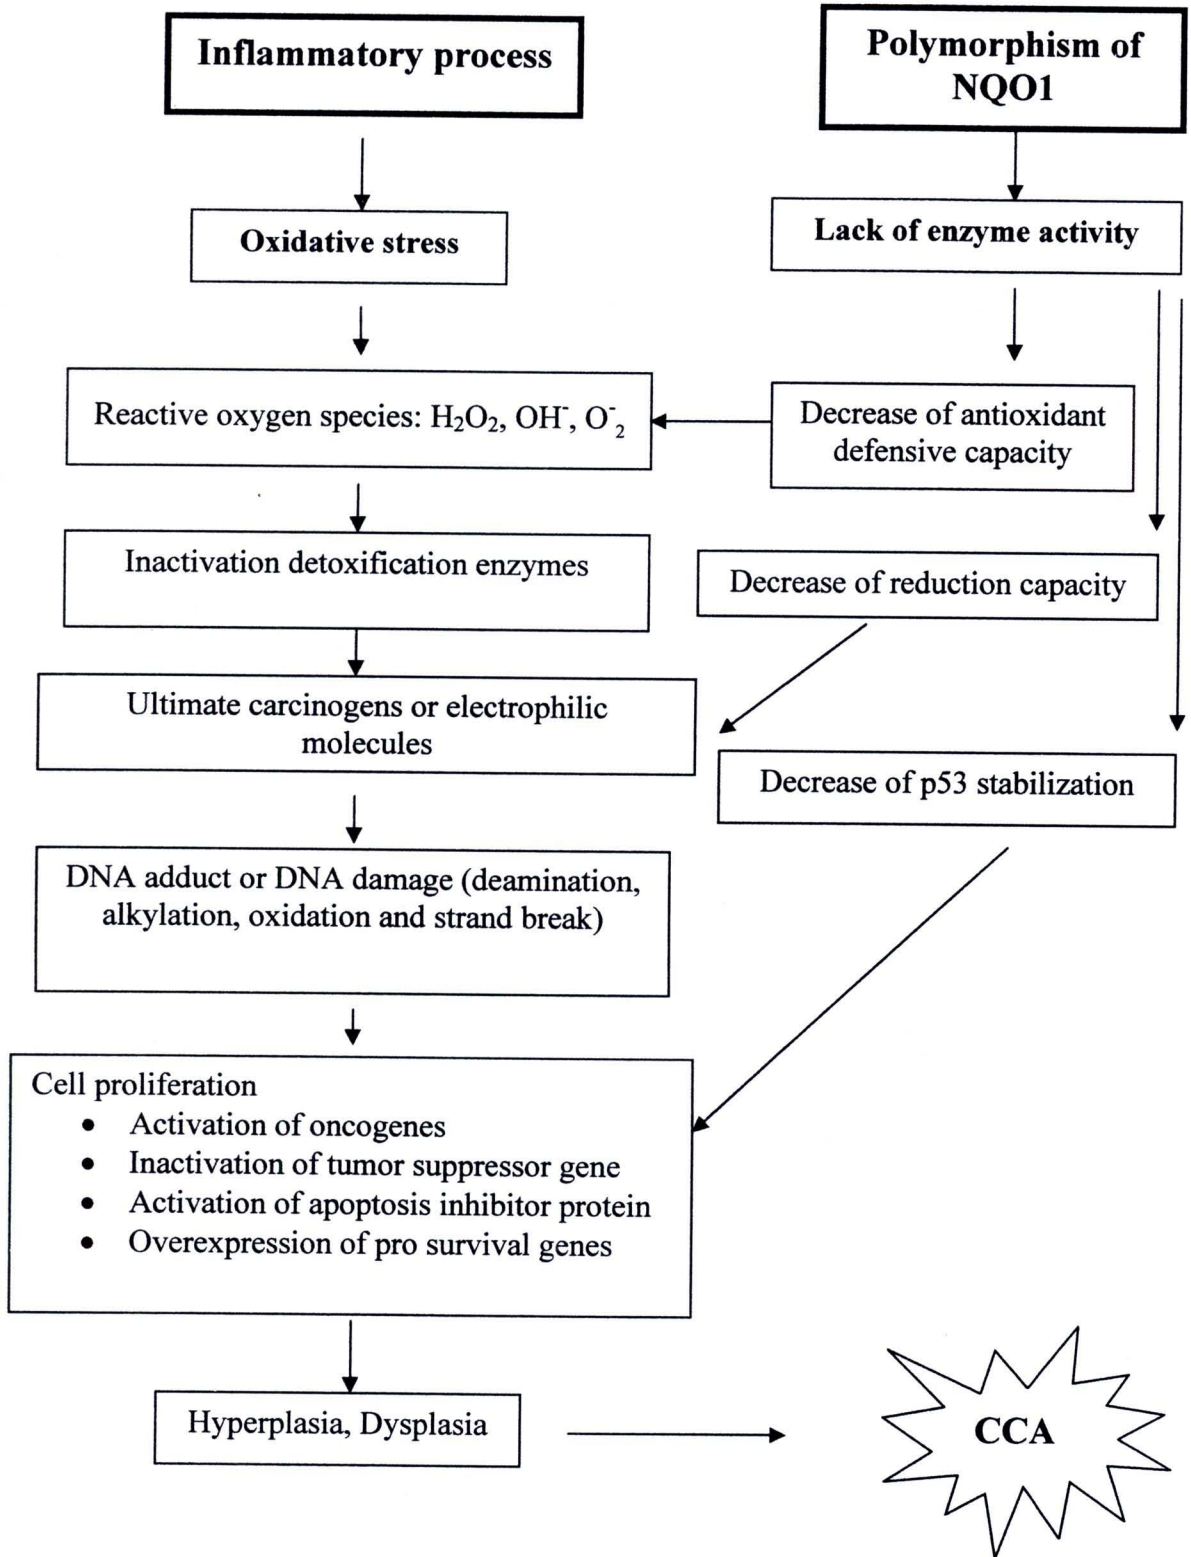 Inflammatory process
Polymorphism of
NQO1
Oxidative stress
Lack of enzyme activity
Reactive oxygen species: H₂O₂, OH⁻, O⁻₂
Decrease of antioxidant
defensive capacity
Inactivation detoxification enzymes
Decrease of reduction capacity
Ultimate carcinogens or electrophilic
molecules
Decrease of p53 stabilization
DNA adduct or DNA damage (deamination,
alkylation, oxidation and strand break)
Cell proliferation
• Activation of oncogenes
• Inactivation of tumor suppressor gene
• Activation of apoptosis inhibitor protein
• Overexpression of pro survival genes
Hyperplasia, Dysplasia
CCA